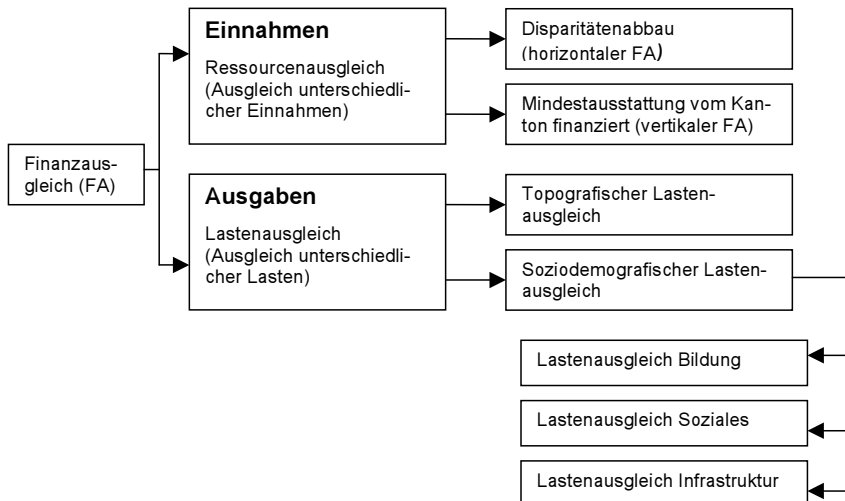 Finanzaus-
gleich (FA)
Einnahmen
Ressourcenausgleich
(Ausgleich unterschiedli-
cher Einnahmen)
Disparitätenabbau
(horizontaler FA)
Mindestausstattung vom Kan-
ton finanziert (vertikaler FA)
Ausgaben
Lastenausgleich
(Ausgleich unterschiedli-
cher Lasten)
Topografischer Lasten-
ausgleich
Soziodemografischer Lasten-
ausgleich
Lastenausgleich Bildung
Lastenausgleich Soziales
Lastenausgleich Infrastruktur